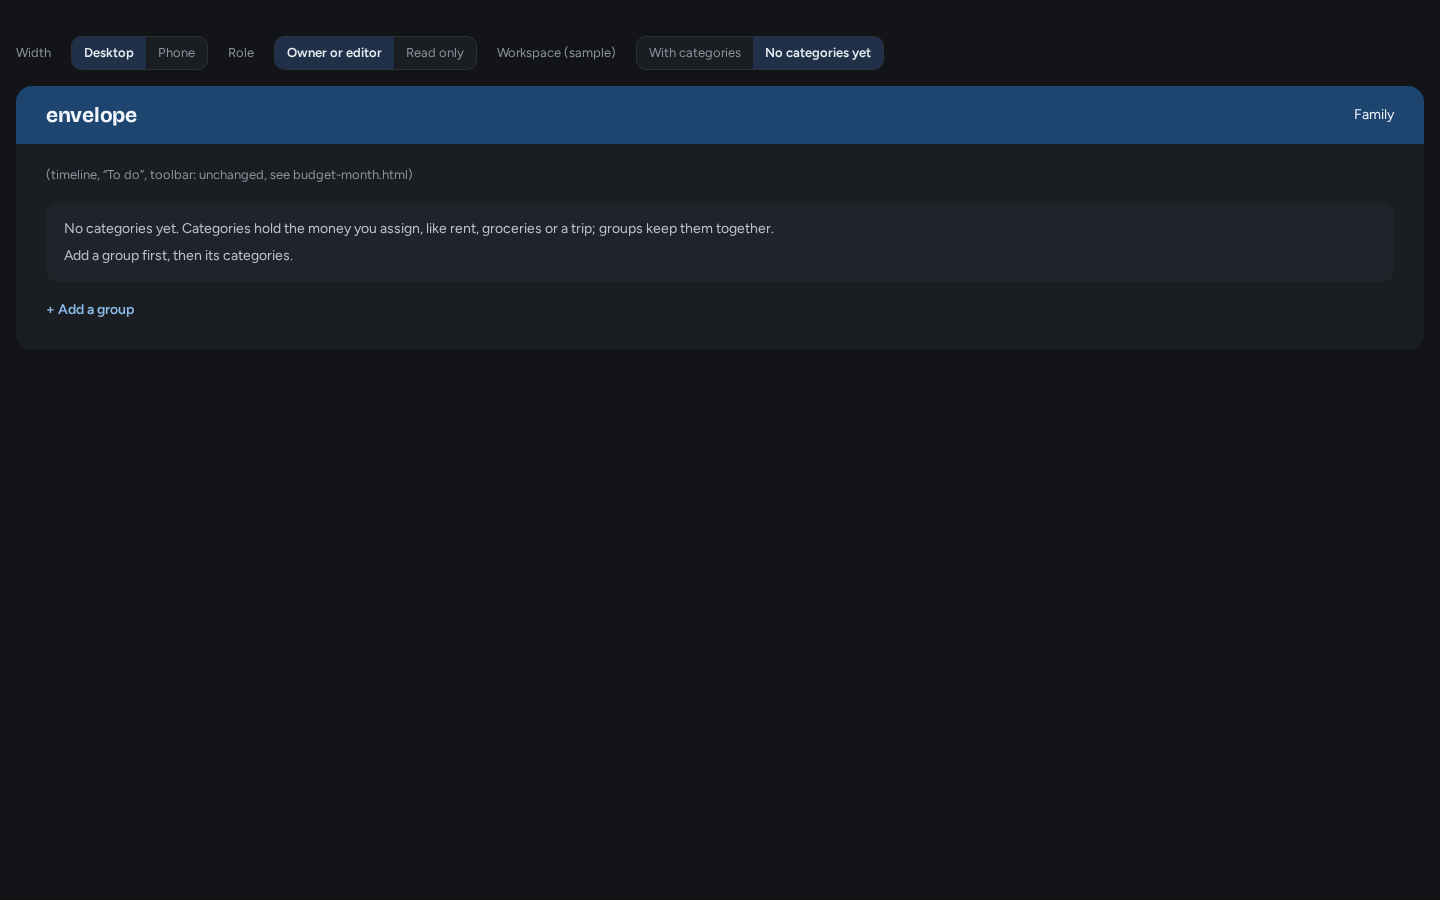 Width Desktop Phone Role Owner or editor Read only Workspace (sample) With categories No categories yet
envelope Family
(timeline, “To do”, toolbar: unchanged, see budget-month.html)
No categories yet. Categories hold the money you assign, like rent, groceries or a trip; groups keep them together.
Add a group first, then its categories.
+ Add a group